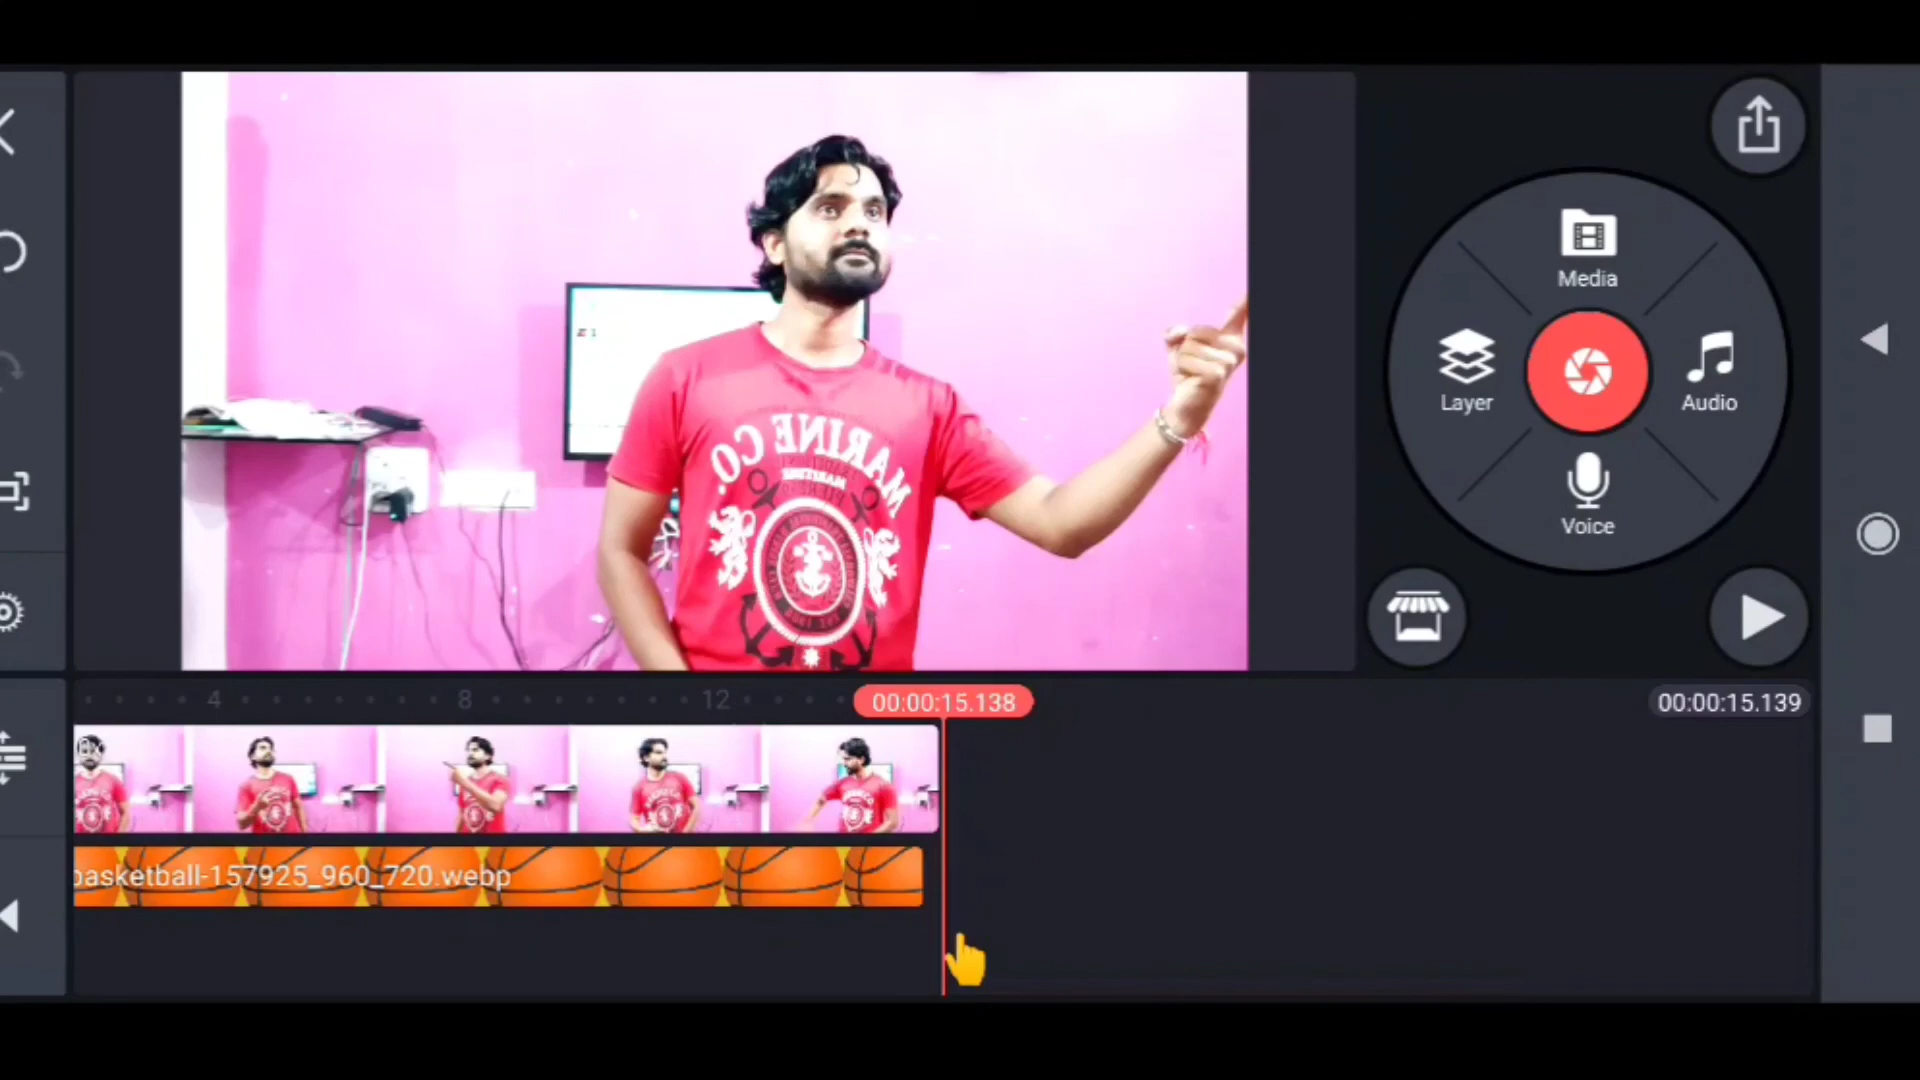 Media
Layer
Audio
Voice
MARINE CO.
MARITIME
4
8
12
00:00:15.138
00:00:15.139
basketball-157925_960_720.webp